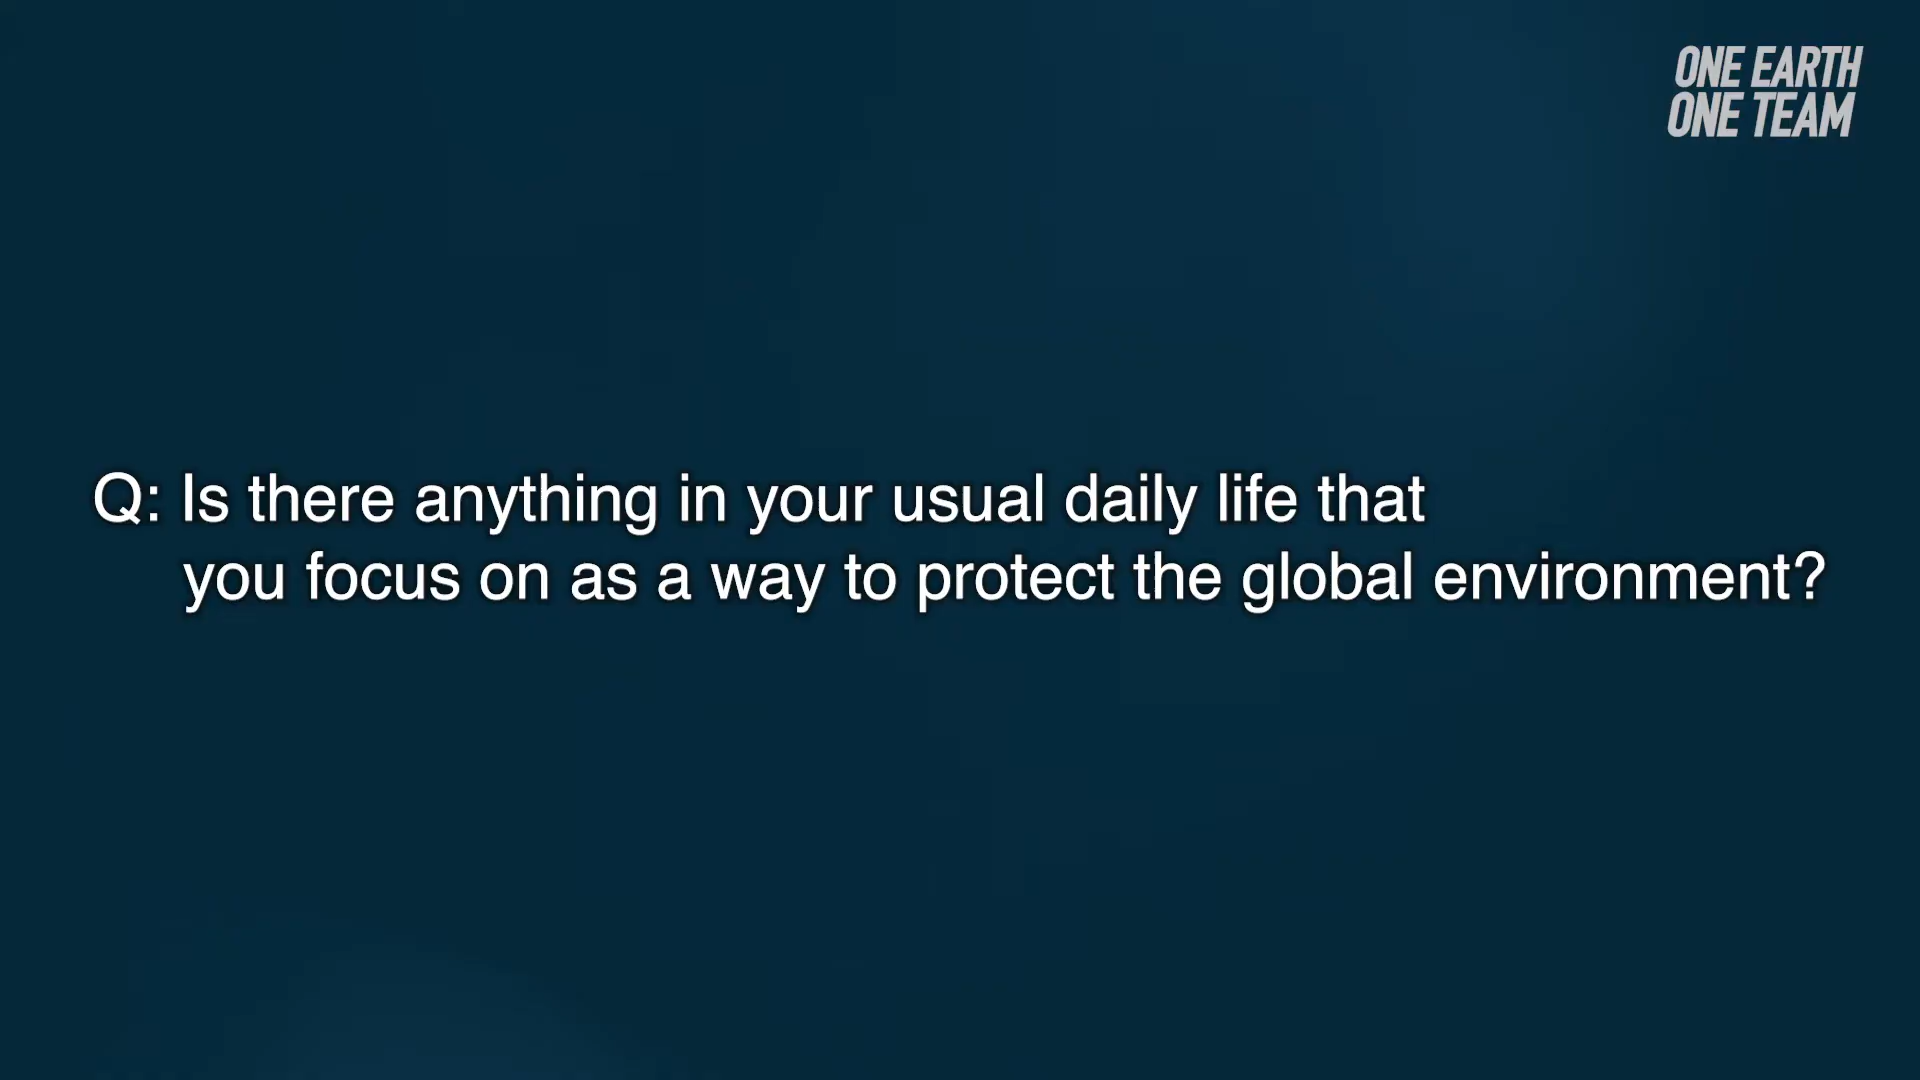 ONE EARTH
ONE TEAM
Q: Is there anything in your usual daily life that
you focus on as a way to protect the global environment?